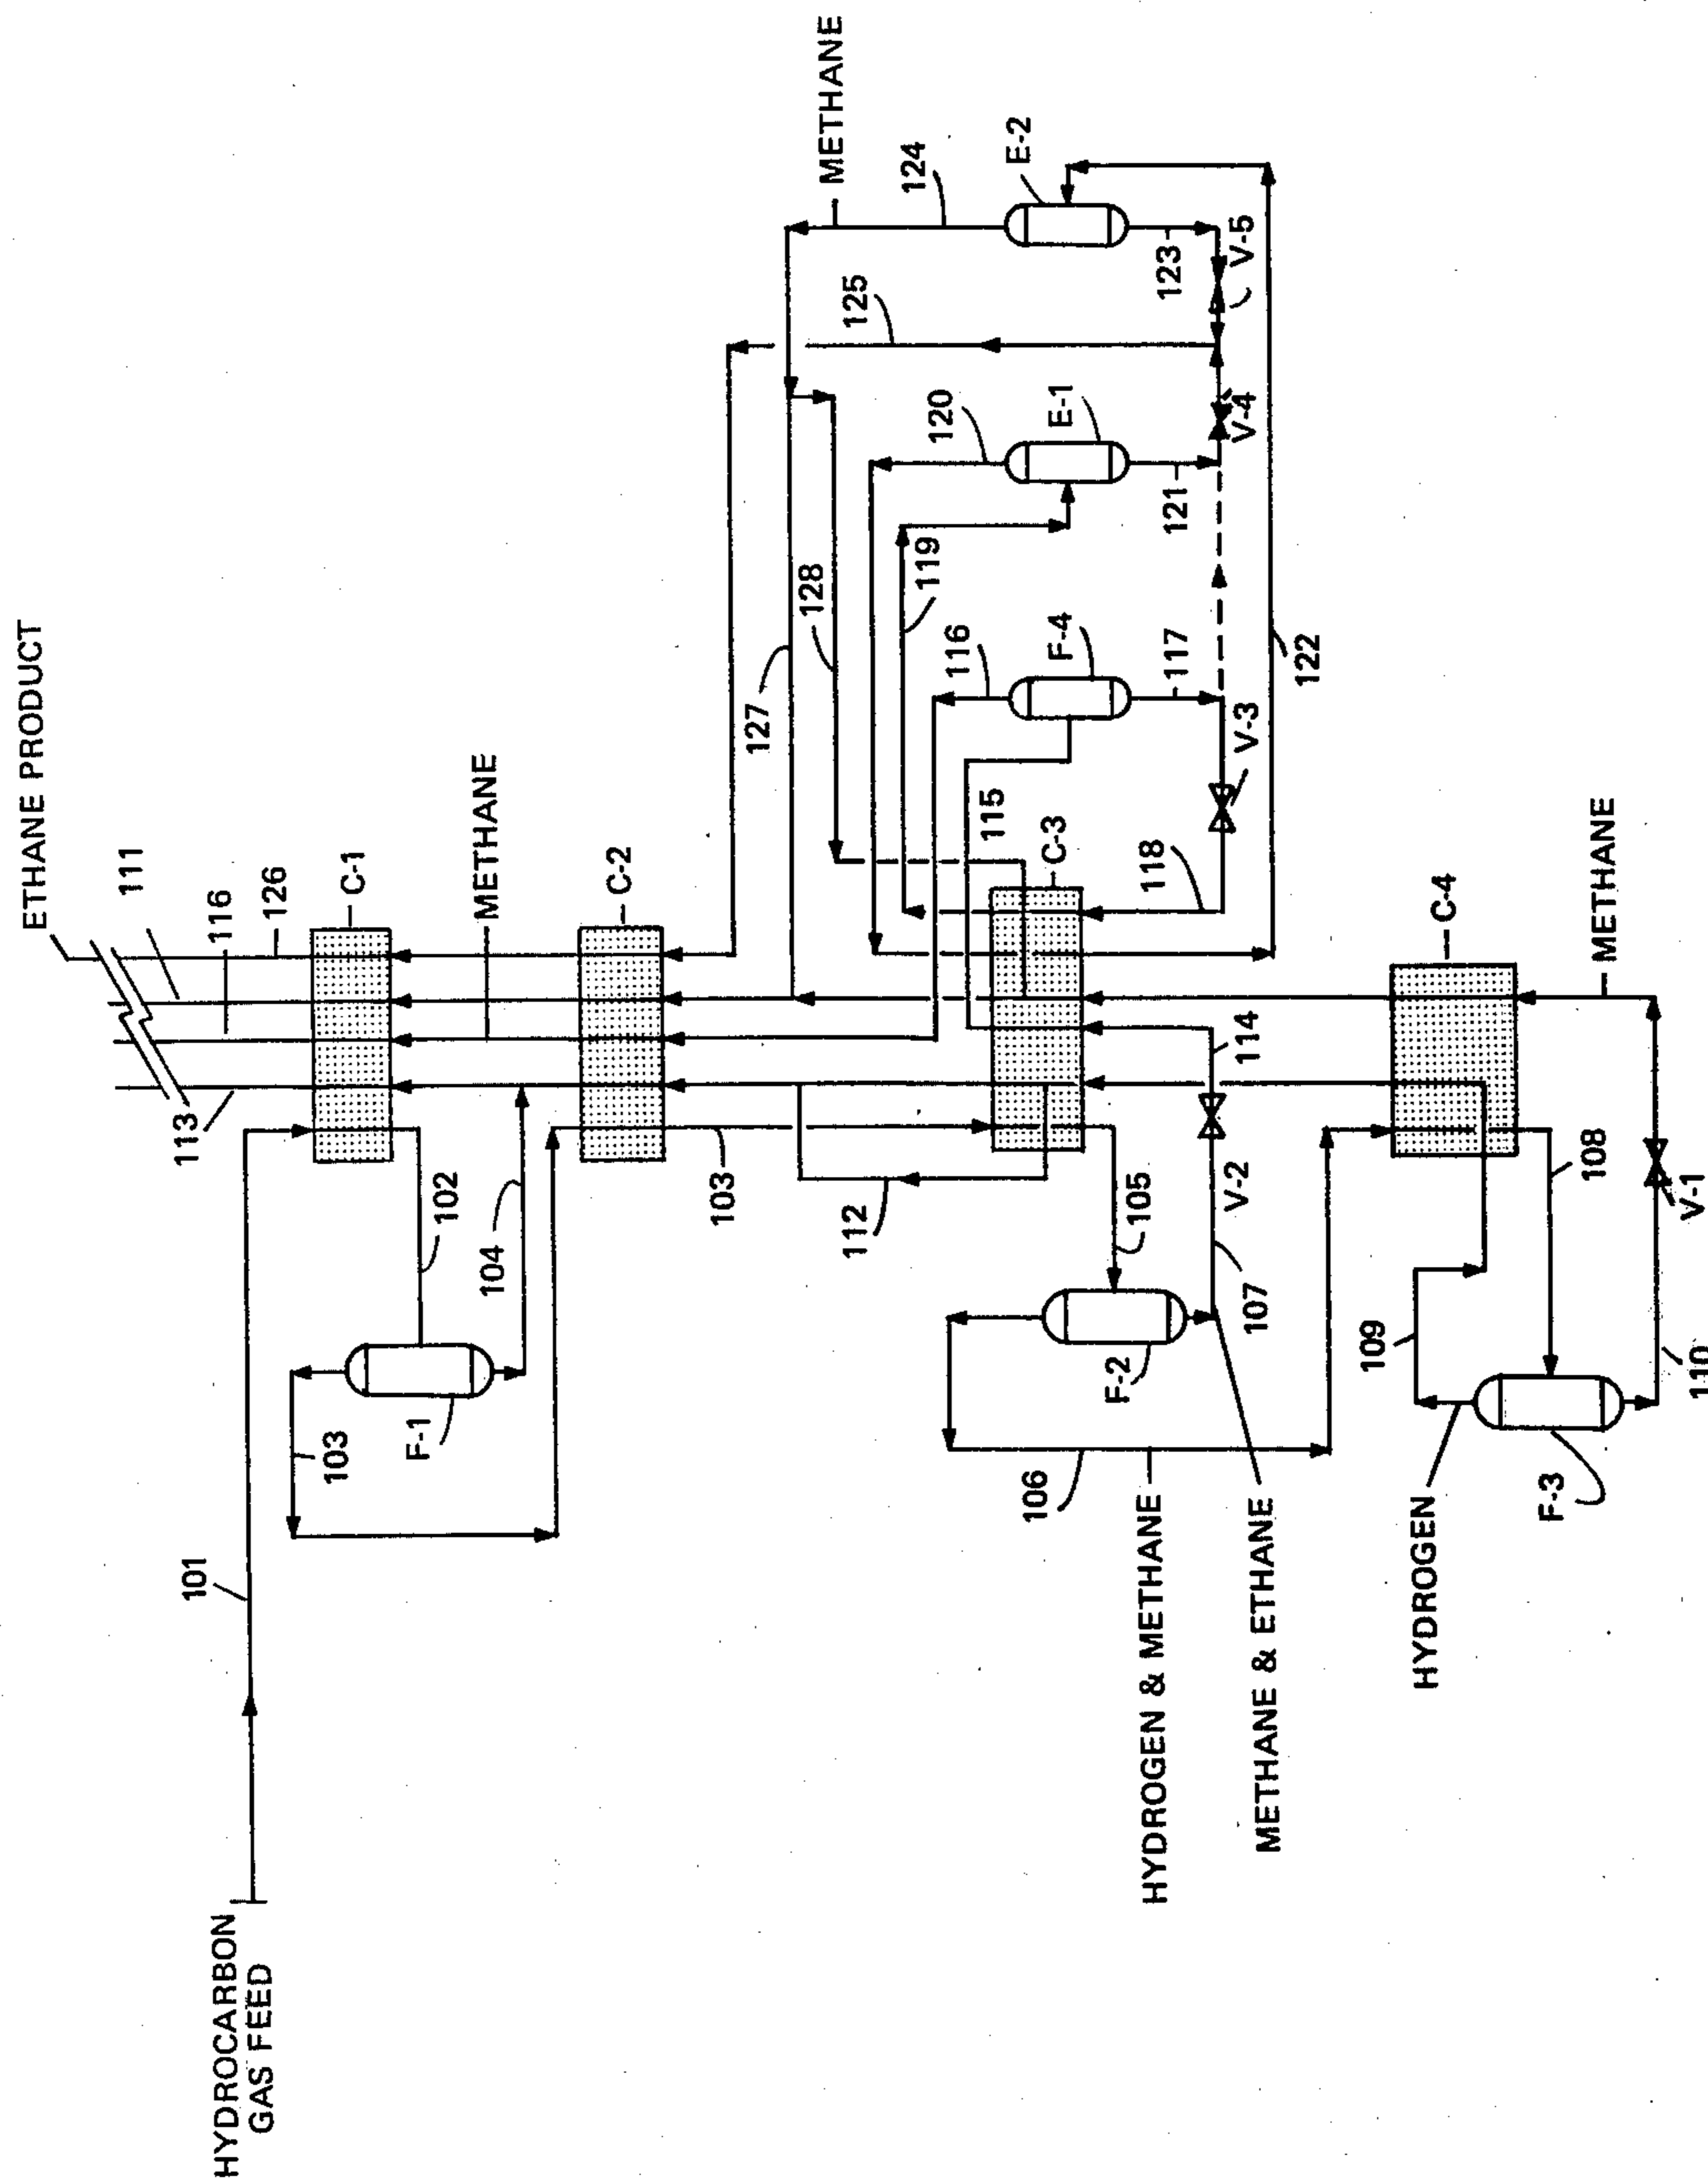 ETHANE PRODUCT
111
116
126
C-1
113
101
102
F-1
103
104
METHANE
C-2
103
112
HYDROCARBON
GAS FEED
METHANE
124
E-2
125
120
E-1
127
128
119
116
F-4
115
C-3
118
117
V-3
121
V-4
123
V-5
122
105
F-2
106
107
V-2
114
HYDROGEN & METHANE
METHANE & ETHANE
C-4
METHANE
108
109
HYDROGEN
F-3
110
V-1